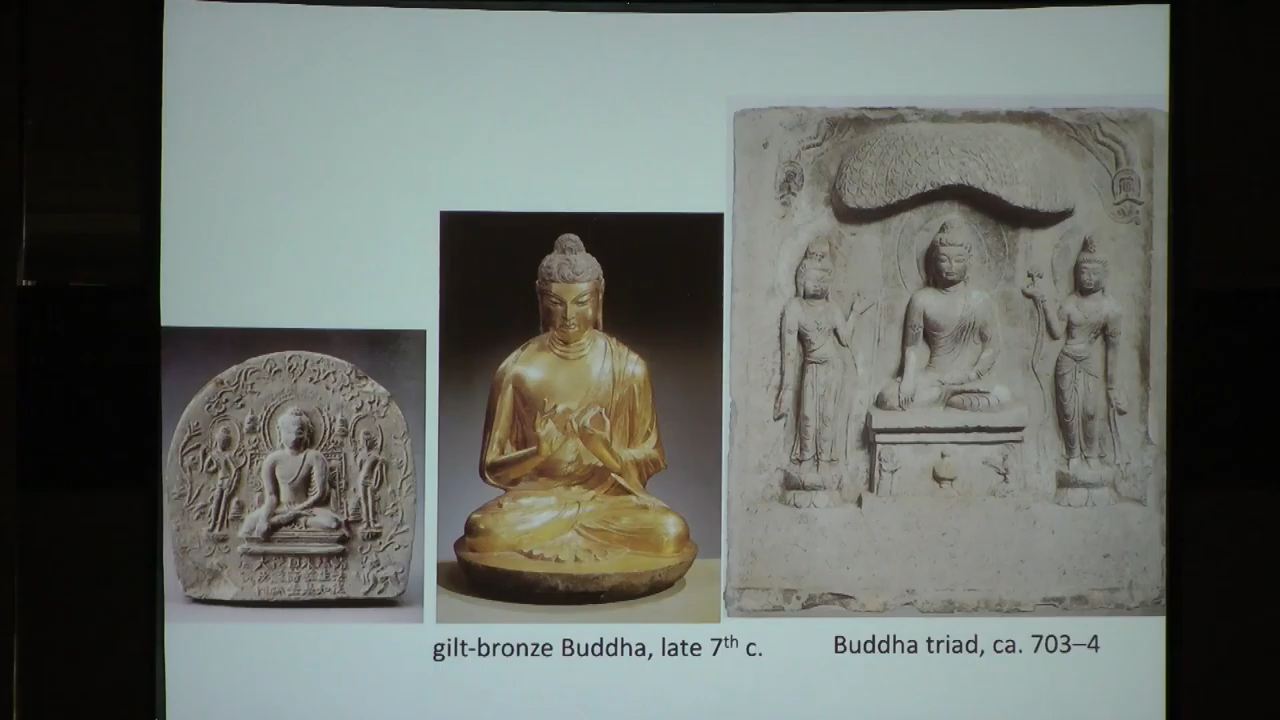 gilt-bronze Buddha, late 7th c.
Buddha triad, ca. 703–4